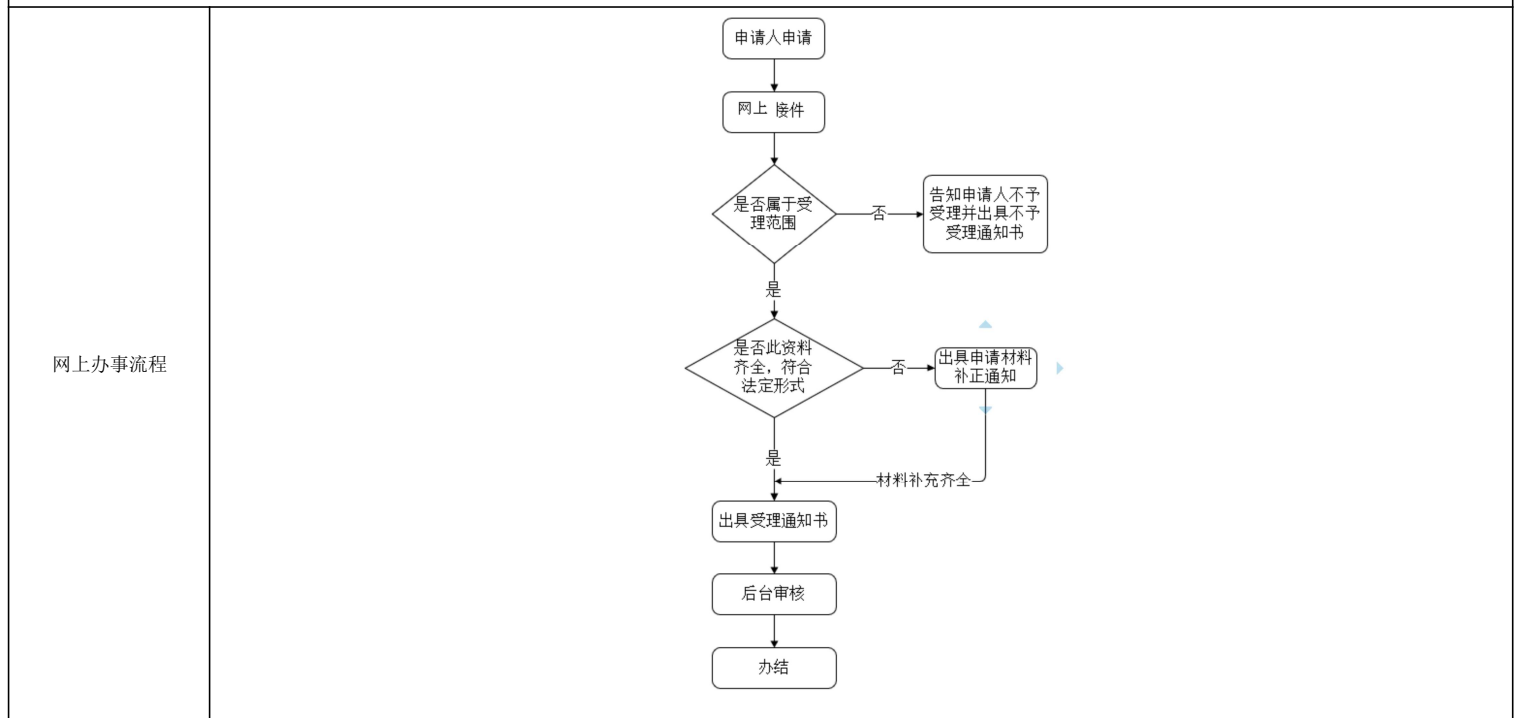 申请人申请
网上 接件
是否属于受
理范围
否
告知申请人不予
受理并出具不予
受理通知书
是
网上办事流程
是否此资料
齐全，符合
法定形式
否
出具申请材料
补正通知
是
材料补充齐全
出具受理通知书
后台审核
办结